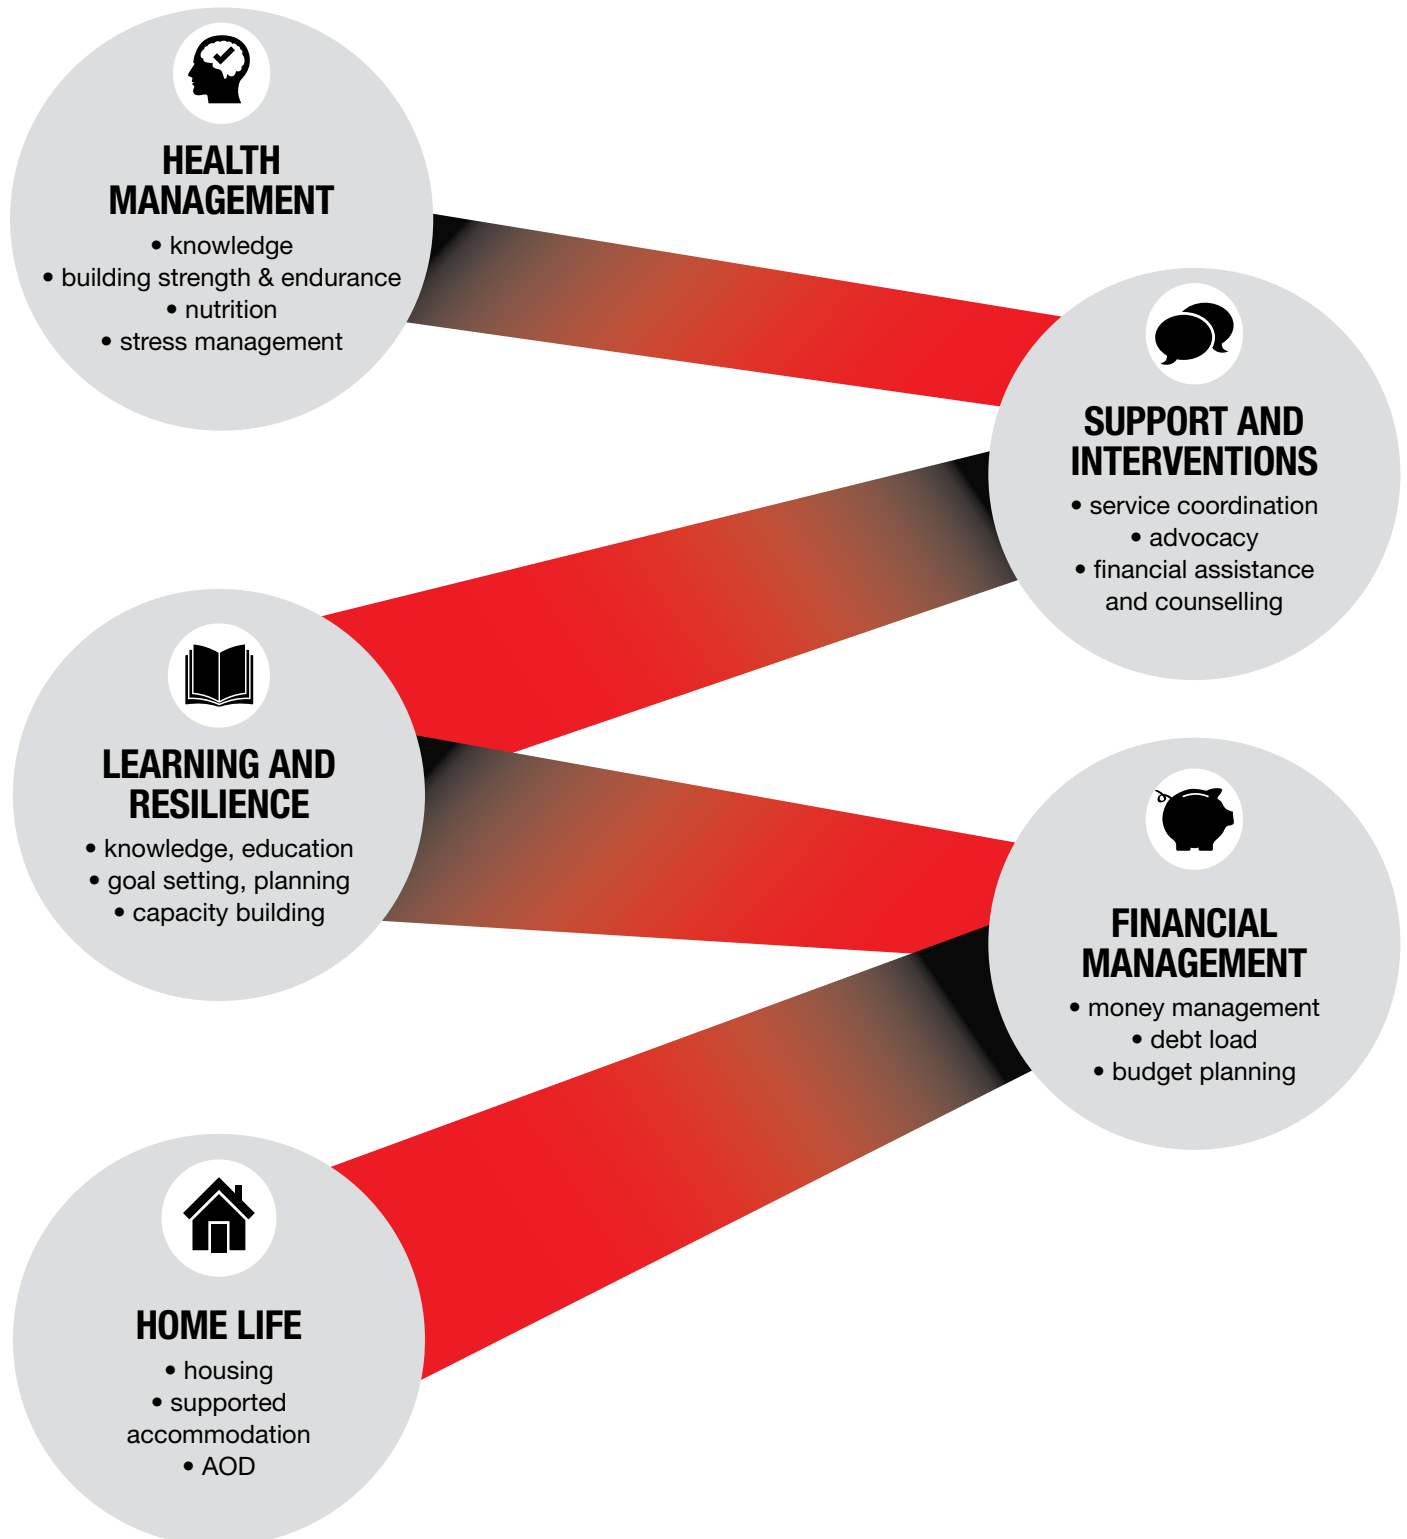 HEALTH
MANAGEMENT
• knowledge
• building strength & endurance
• nutrition
• stress management
SUPPORT AND
INTERVENTIONS
• service coordination
• advocacy
• financial assistance
and counselling
LEARNING AND
RESILIENCE
• knowledge, education
• goal setting, planning
• capacity building
FINANCIAL
MANAGEMENT
• money management
• debt load
• budget planning
HOME LIFE
• housing
• supported
accommodation
• AOD